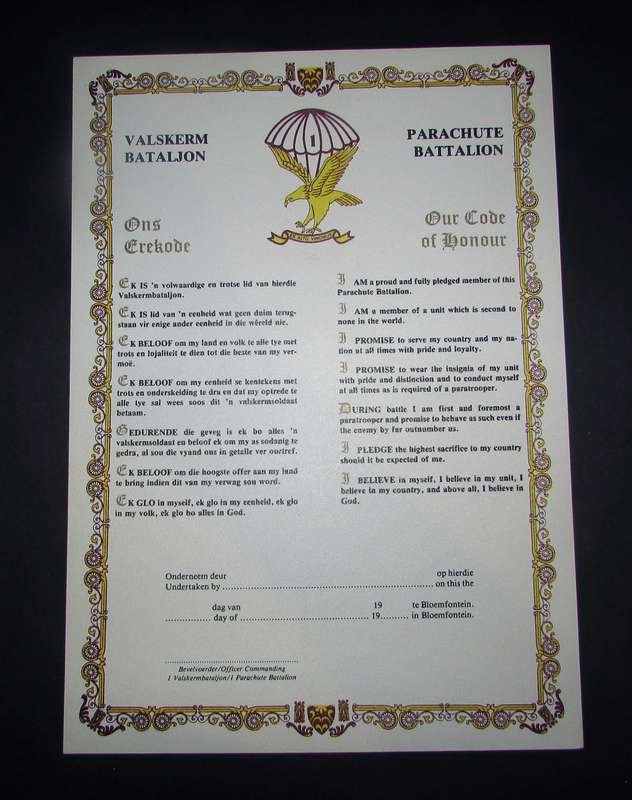 VALSKERM
BATALJON
1
PARACHUTE
BATTALION
EX ALTO VINCIMUS
Ons
Erekode
Our Code
of Honour
EK IS 'n volwaardige en trotse lid van hierdie
Valskermbataljon.
EK IS lid van 'n eenheid wat geen duim terug-
staan vir enige ander eenheid in die wêreld nie.
EK BELOOF om my land en volk te alle tye met
trots en lojaliteit te dien tot die beste van my ver-
moë.
EK BELOOF om my eenheid se kentekens met
trots en onderskeiding te dra en dat my optrede te
alle tye sal wees soos dit 'n valskermsoldaat
betaam.
GEDURENDE die geveg is ek bo alles 'n
valskermsoldaat en beloof ek om my as sodanig te
gedra, al sou die vyand ons in getalle ver oortref.
EK BELOOF om die hoogste offer aan my land
te bring indien dit van my verwag sou word.
EK GLO in myself, ek glo in my eenheid, ek glo
in my volk, ek glo bo alles in God.
I AM a proud and fully pledged member of this
Parachute Battalion.
I AM a member of a unit which is second to
none in the world.
I PROMISE to serve my country and my na-
tion at all times with pride and loyalty.
I PROMISE to wear the insignia of my unit
with pride and distinction and to conduct myself
at all times as is required of a paratrooper.
DURING battle I am first and foremost a
paratrooper and promise to behave as such even if
the enemy by far outnumber us.
I PLEDGE the highest sacrifice to my country
should it be expected of me.
I BELIEVE in myself, I believe in my unit, I
believe in my country, and above all, I believe in
God.
Onderneem deur op hierdie
Undertaken by ........................................................ on this the
dag van 19 te Bloemfontein.
............... day of .................................. 19......... in Bloemfontein.
Bevelvoerder/Officer Commanding
1 Valskermbataljon/1 Parachute Battalion